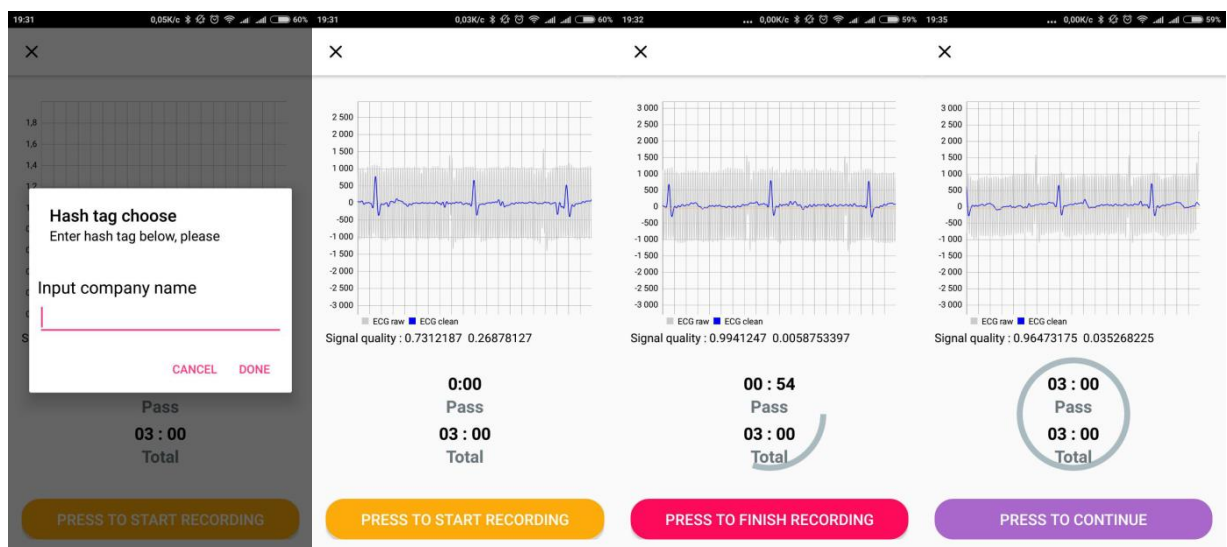 19:31 0,05K/c 60%
1,8
1,6
1,4
1,2
Hash tag choose
Enter hash tag below, please
Input company name
CANCEL DONE
Pass
03 : 00
Total
PRESS TO START RECORDING
19:31 0,03K/c 60%
2 500
2 000
1 500
1 000
500
0
-500
-1 000
-1 500
-2 000
-2 500
-3 000
ECG raw ECG clean
Signal quality : 0.7312187 0.26878127
0:00
Pass
03 : 00
Total
PRESS TO START RECORDING
19:32 ... 0,00K/c 59%
3 000
2 500
2 000
1 500
1 000
500
0
-500
-1 000
-1 500
-2 000
-2 500
-3 000
ECG raw ECG clean
Signal quality : 0.9941247 0.0058753397
00 : 54
Pass
03 : 00
Total
PRESS TO FINISH RECORDING
19:35 ... 0,00K/c 59%
3 000
2 500
2 000
1 500
1 000
500
0
-500
-1 000
-1 500
-2 000
-2 500
-3 000
ECG raw ECG clean
Signal quality : 0.96473175 0.035268225
03 : 00
Pass
03 : 00
Total
PRESS TO CONTINUE